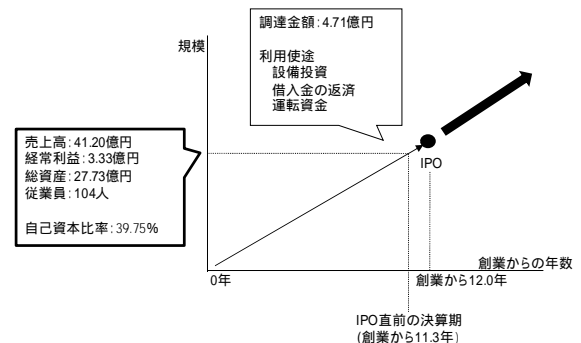 調達金額：4.71億円
利用使途
設備投資
借入金の返済
運転資金
規模
売上高：41.20億円
経常利益：3.33億円
総資産：27.73億円
従業員：104人
自己資本比率：39.75％
IPO
創業からの年数
0年
創業から12.0年
IPO直前の決算期
(創業から11.3年)